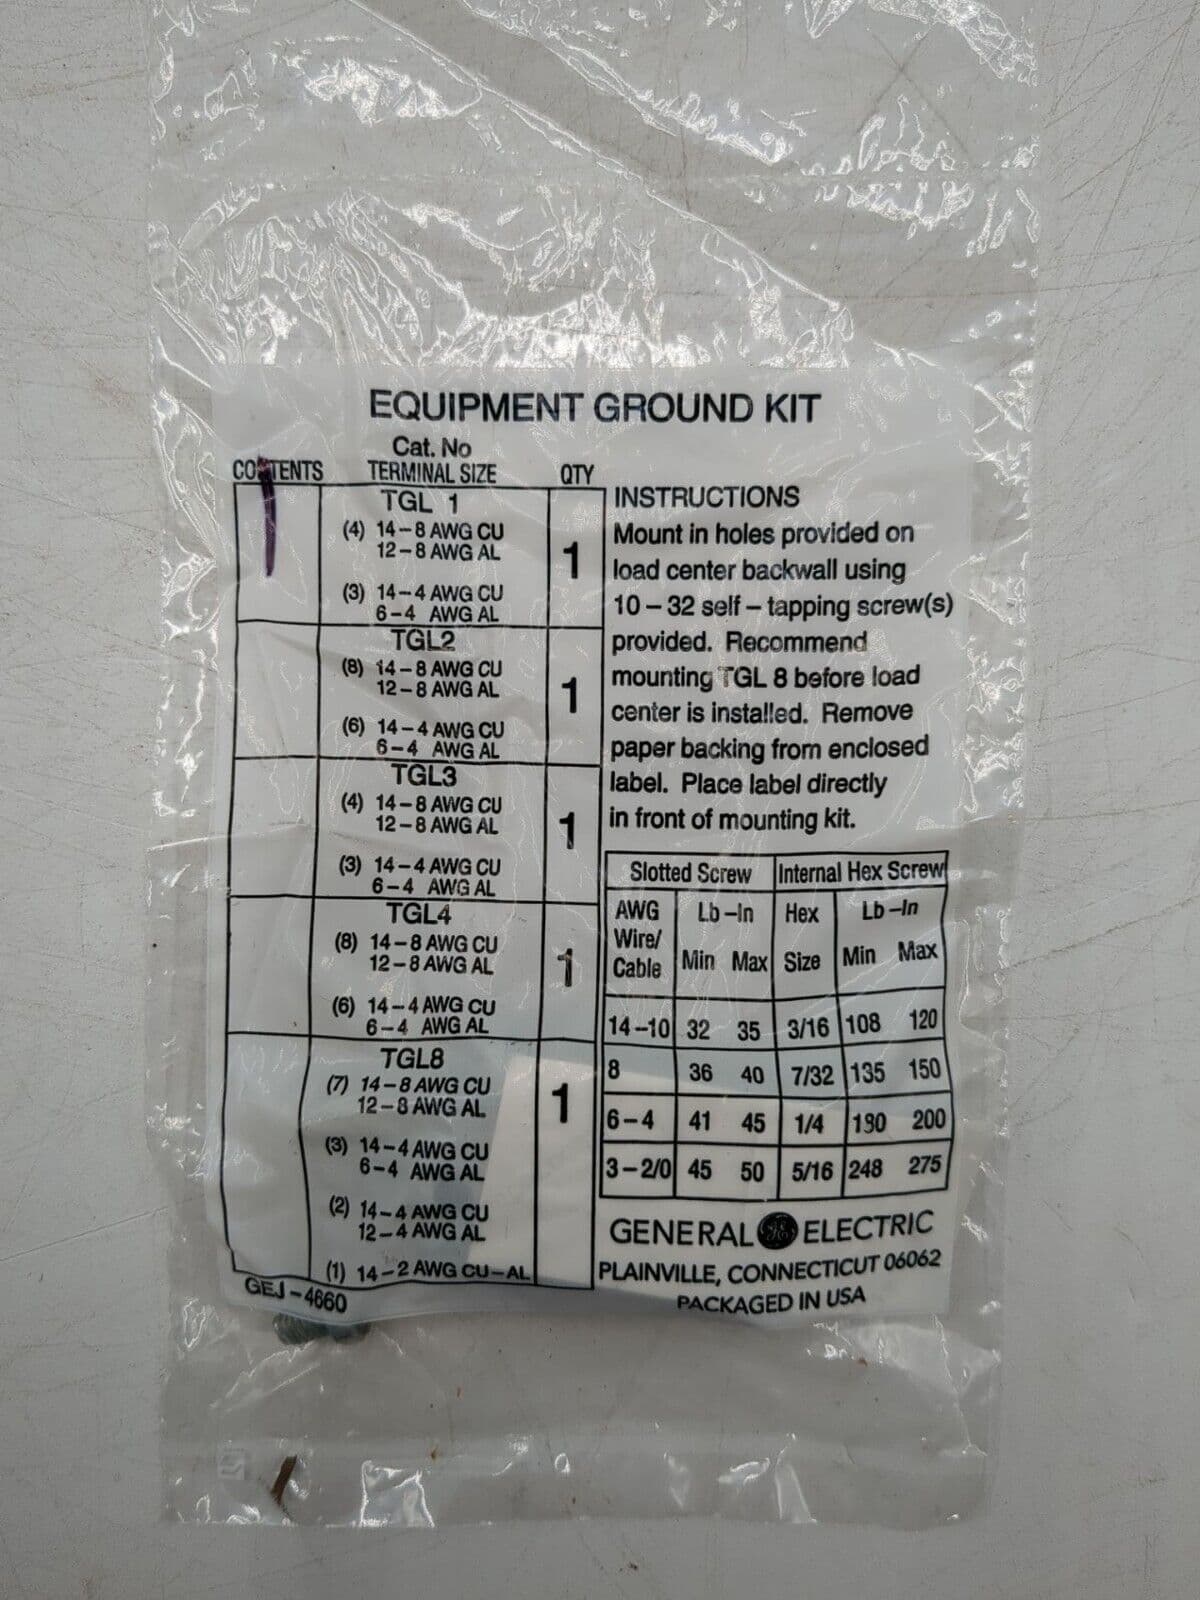 EQUIPMENT GROUND KIT
Cat. No
CONTENTS TERMINAL SIZE QTY
TGL 1
(4) 14-8 AWG CU
12-8 AWG AL
1
(3) 14-4 AWG CU
6-4 AWG AL
TGL2
(8) 14-8 AWG CU
12-8 AWG AL
1
(6) 14-4 AWG CU
6-4 AWG AL
TGL3
(4) 14-8 AWG CU
12-8 AWG AL
1
(3) 14-4 AWG CU
6-4 AWG AL
TGL4
(8) 14-8 AWG CU
12-8 AWG AL
1
(6) 14-4 AWG CU
6-4 AWG AL
TGL8
(7) 14-8 AWG CU
12-8 AWG AL
1
(3) 14-4 AWG CU
6-4 AWG AL
(2) 14-4 AWG CU
12-4 AWG AL
(1) 14-2 AWG CU-AL
GEJ-4660
INSTRUCTIONS
Mount in holes provided on
load center backwall using
10-32 self-tapping screw(s)
provided. Recommend
mounting TGL 8 before load
center is installed. Remove
paper backing from enclosed
label. Place label directly
in front of mounting kit.
Slotted Screw Internal Hex Screw
AWG Lb-In Hex Lb-In
Wire/
Cable Min Max Size Min Max
14-10 32 35 3/16 108 120
8 36 40 7/32 135 150
6-4 41 45 1/4 180 200
3-2/0 45 50 5/16 248 275
GENERAL GE ELECTRIC
PLAINVILLE, CONNECTICUT 06062
PACKAGED IN USA